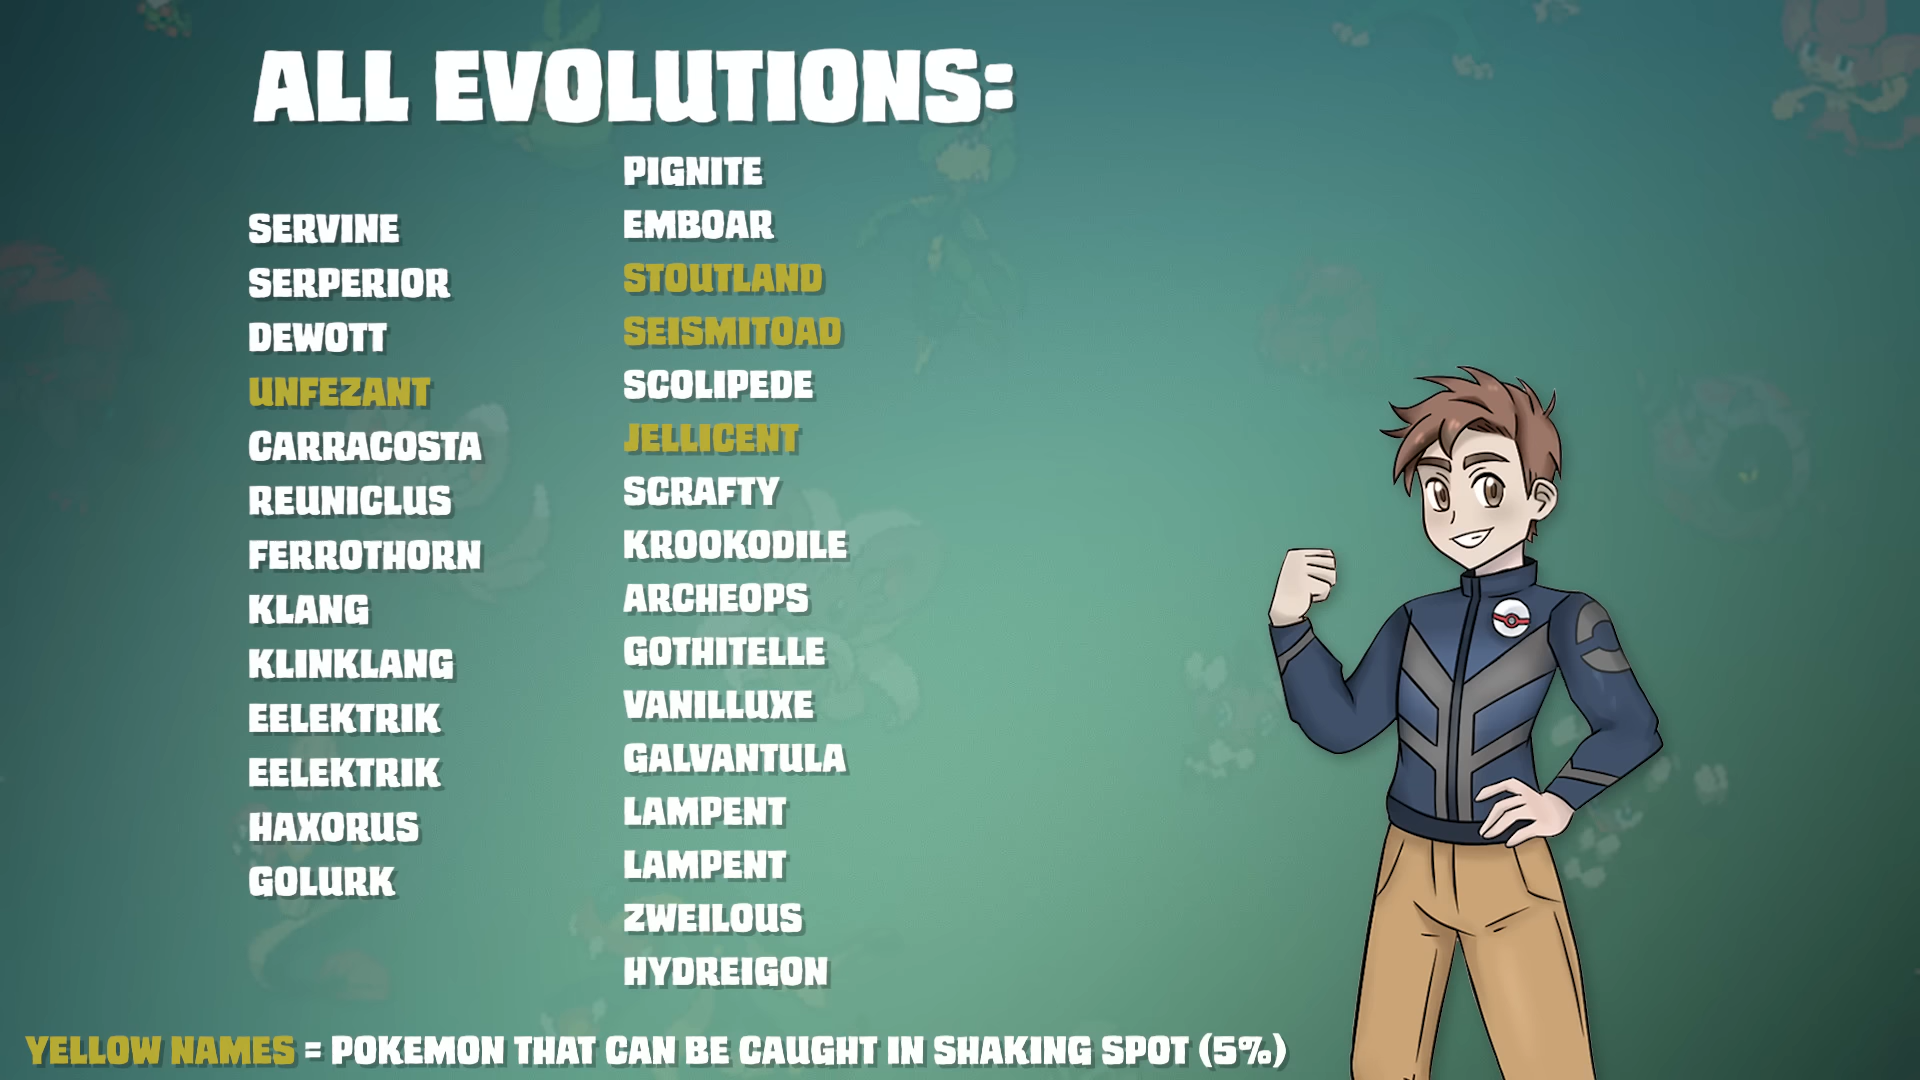 ALL EVOLUTIONS:
SERVINE
SERPERIOR
DEWOTT
UNFEZANT
CARRACOSTA
REUNICLUS
FERROTHORN
KLANG
KLINKLANG
EELEKTRIK
EELEKTRIK
HAXORUS
GOLURK
PIGNITE
EMBOAR
STOUTLAND
SEISMITOAD
SCOLIPEDE
JELLICENT
SCRAFTY
KROOKODILE
ARCHEOPS
GOTHITELLE
VANILLUXE
GALVANTULA
LAMPENT
LAMPENT
ZWEILOUS
HYDREIGON
YELLOW NAMES = POKEMON THAT CAN BE CAUGHT IN SHAKING SPOT (5%)